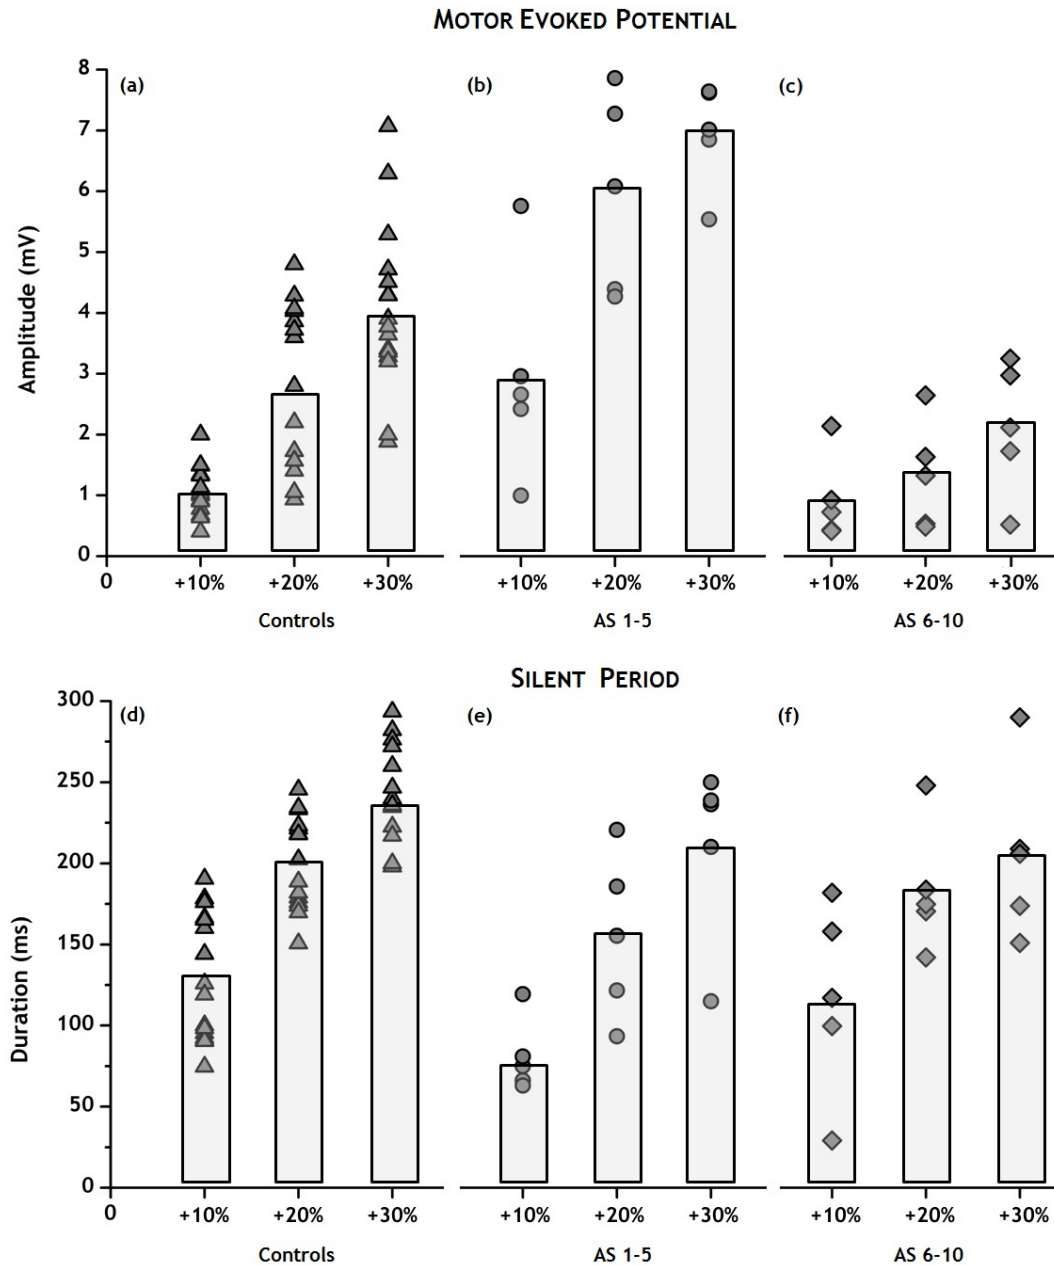 MOTOR EVOKED POTENTIAL
(a) (b) (c)
Amplitude (mV)
8
7
6
5
4
3
2
1
0
0 +10% +20% +30% +10% +20% +30% +10% +20% +30%
Controls AS 1-5 AS 6-10
SILENT PERIOD
(d) (e) (f)
Duration (ms)
300
250
200
150
100
50
0
0 +10% +20% +30% +10% +20% +30% +10% +20% +30%
Controls AS 1-5 AS 6-10